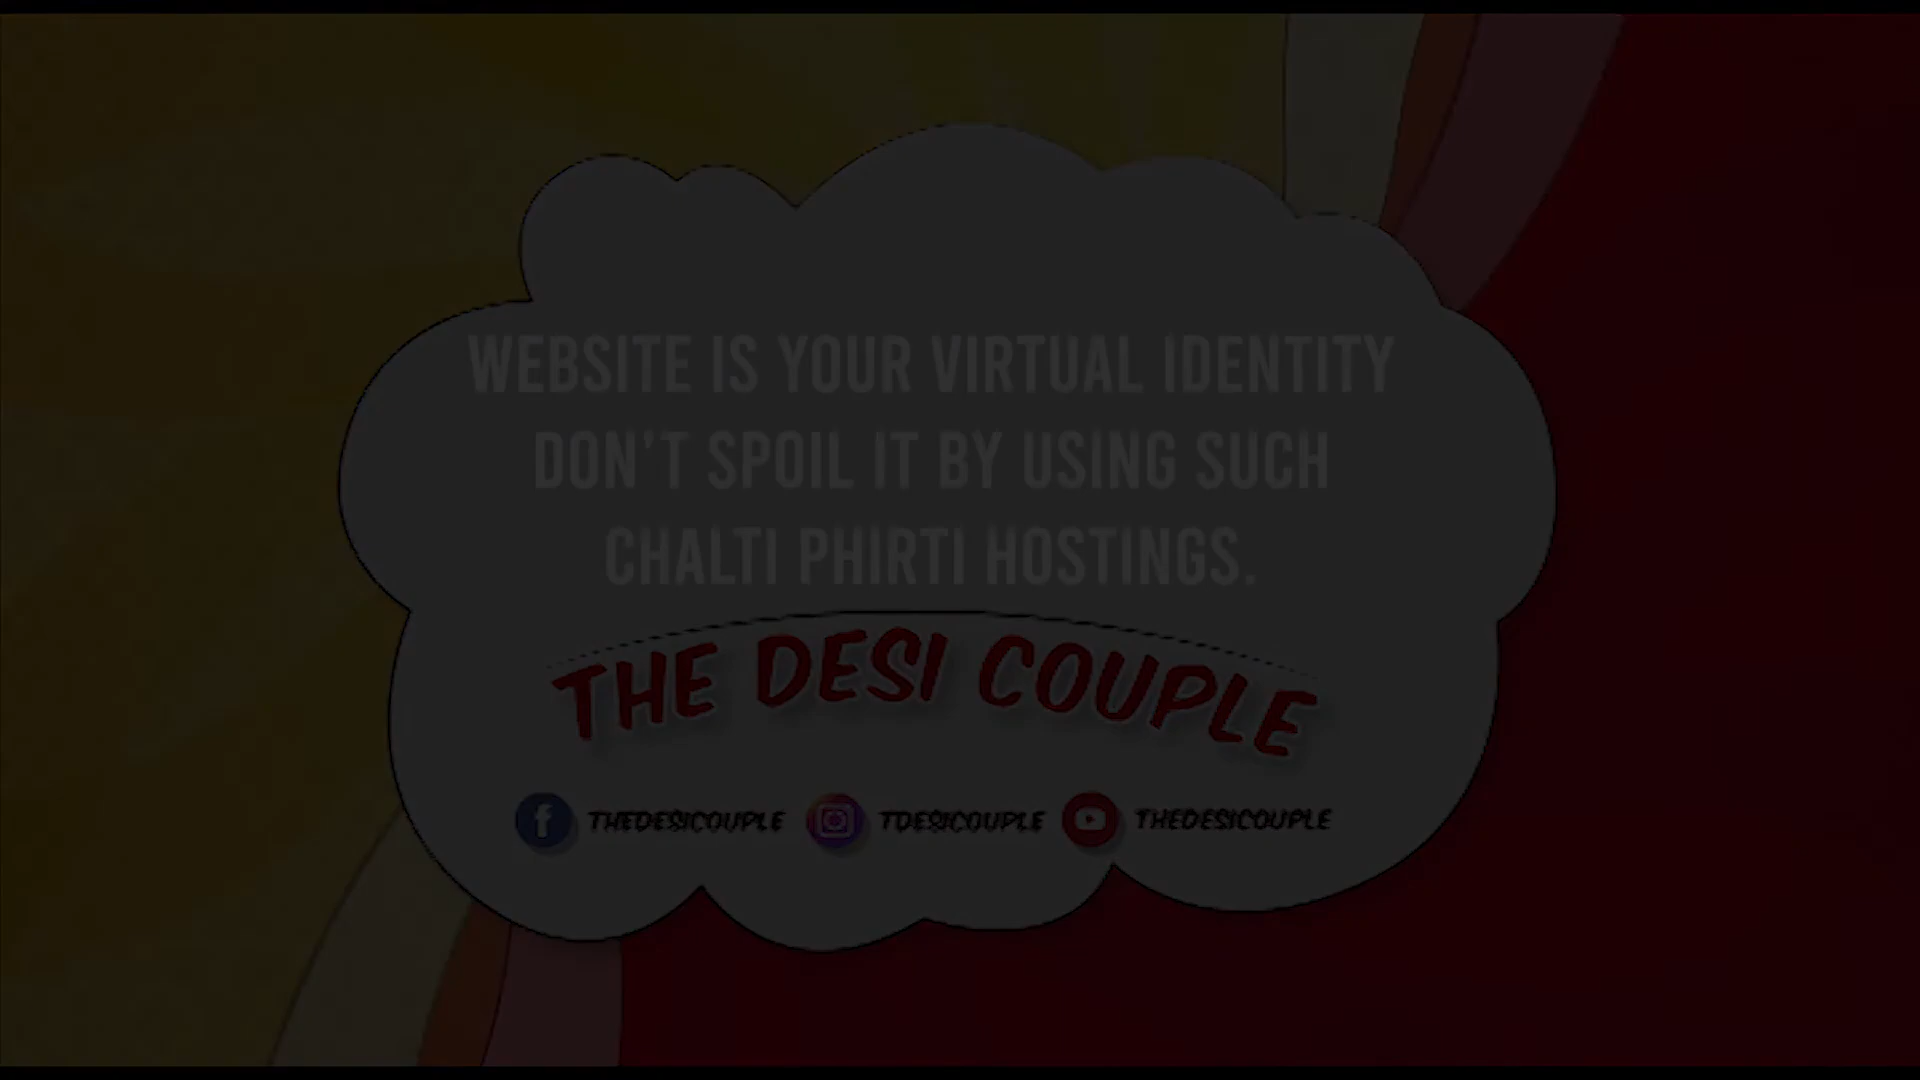 WEBSITE IS YOUR VIRTUAL IDENTITY
DON'T SPOIL IT BY USING SUCH
CHALTI PHIRTI HOSTINGS.
THE DESI COUPLE
THEDESICOUPLE TDESICOUPLE THEDESICOUPLE